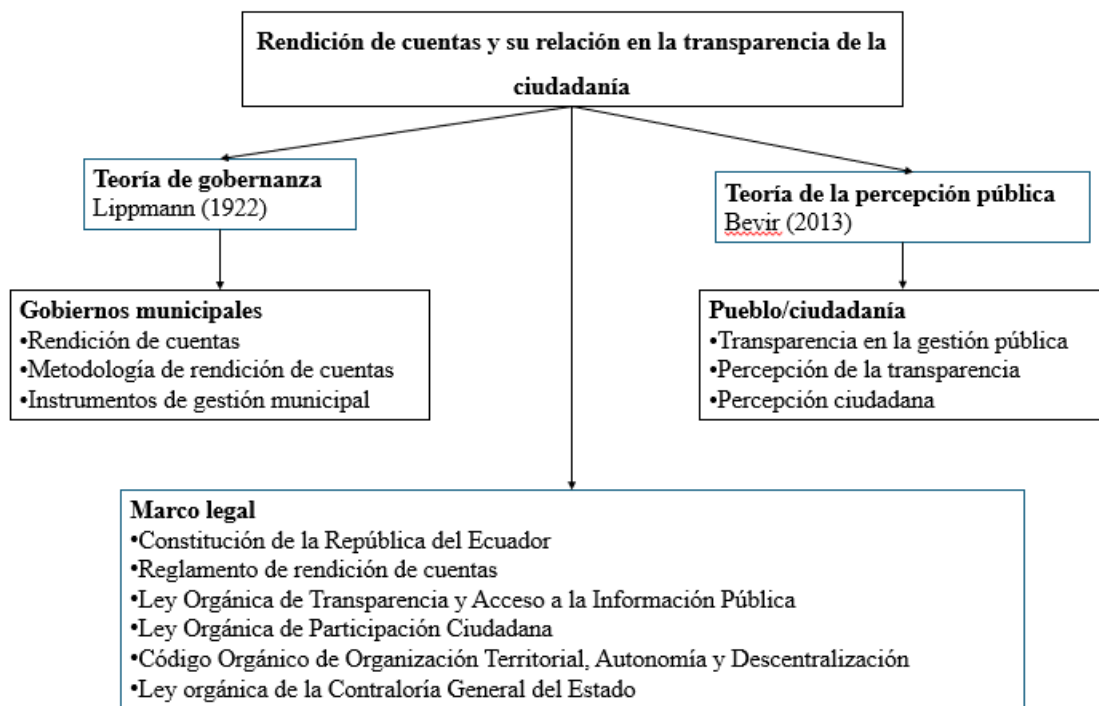 Rendición de cuentas y su relación en la transparencia de la
ciudadanía
Teoría de gobernanza
Lippmann (1922)
Teoría de la percepción pública
Bevir (2013)
Gobiernos municipales
•Rendición de cuentas
•Metodología de rendición de cuentas
•Instrumentos de gestión municipal
Pueblo/ciudadanía
•Transparencia en la gestión pública
•Percepción de la transparencia
•Percepción ciudadana
Marco legal
•Constitución de la República del Ecuador
•Reglamento de rendición de cuentas
•Ley Orgánica de Transparencia y Acceso a la Información Pública
•Ley Orgánica de Participación Ciudadana
•Código Orgánico de Organización Territorial, Autonomía y Descentralización
•Ley orgánica de la Contraloría General del Estado